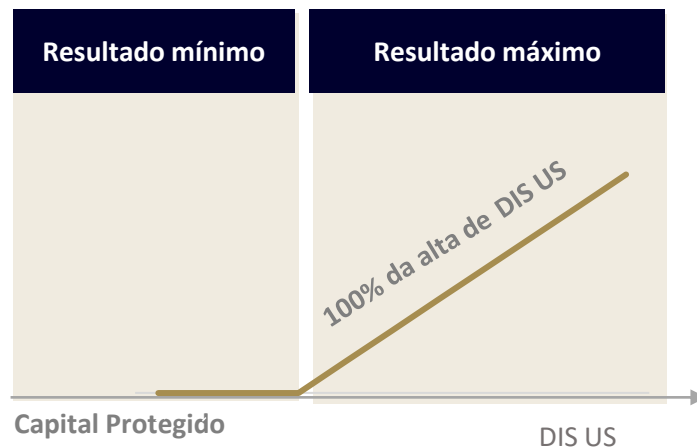 Resultado mínimo
Resultado máximo
100% da alta de DIS US
Capital Protegido
DIS US